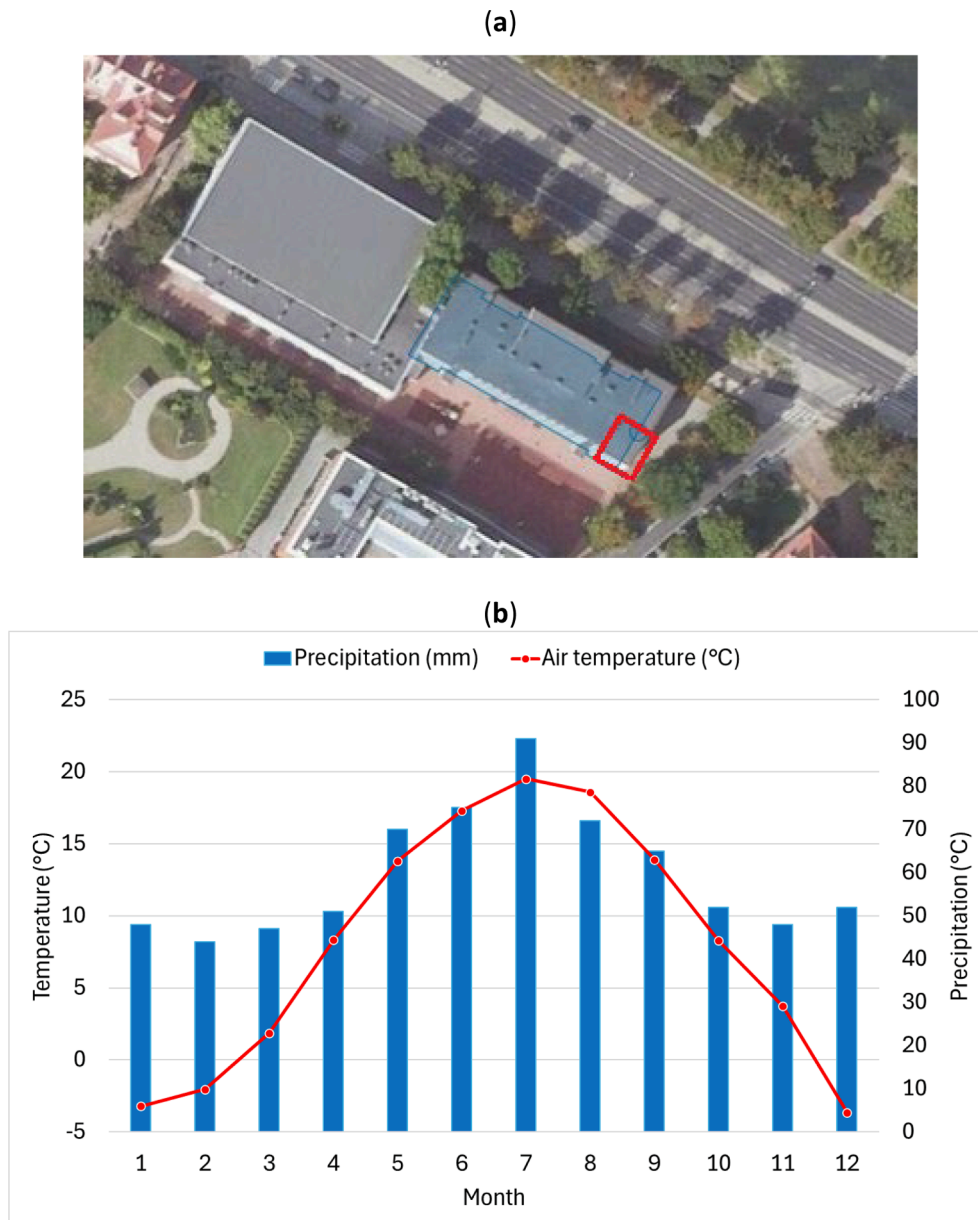 (a)
(b)
Precipitation (mm) Air temperature (°C)
25 100
90
20 80
70
15 60
50
10 40
5 30
20
0 10
-5 0
Temperature (°C)
Precipitation (°C)
1 2 3 4 5 6 7 8 9 10 11 12
Month